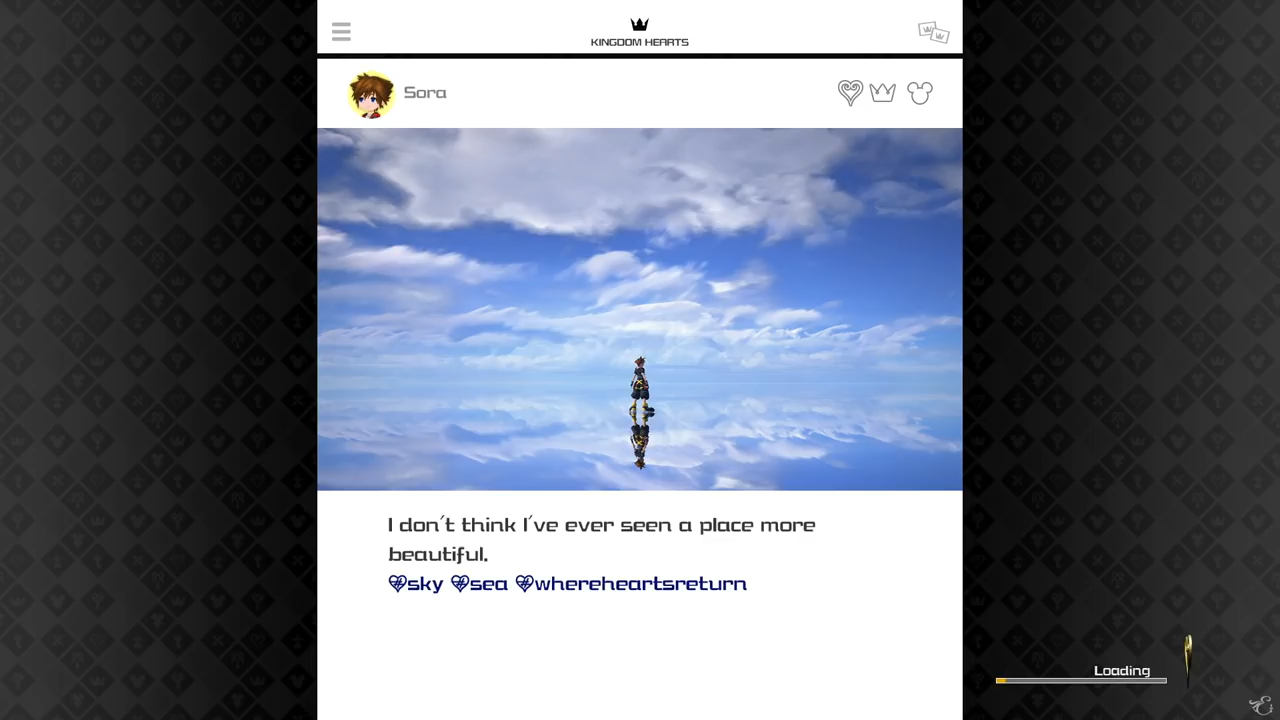 KINGDOM HEARTS
Sora
I don't think I've ever seen a place more
beautiful.
sky sea whereheartsreturn
Loading